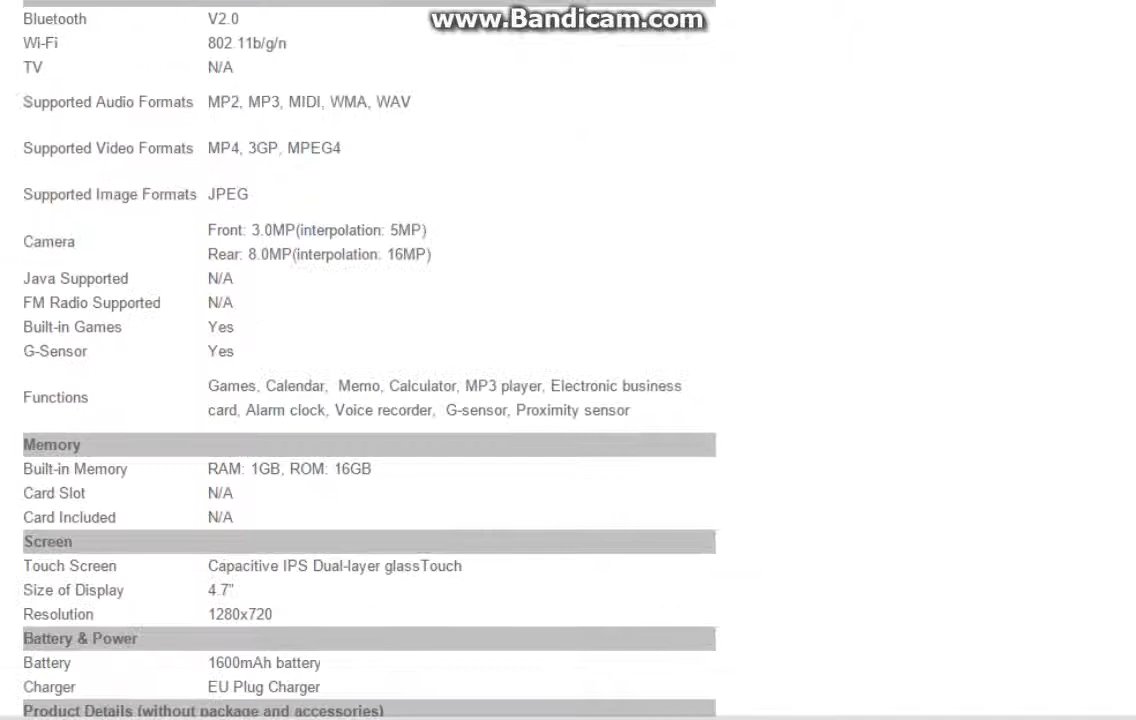 www.Bandicam.com
Bluetooth V2.0
Wi-Fi 802.11b/g/n
TV N/A
Supported Audio Formats MP2, MP3, MIDI, WMA, WAV
Supported Video Formats MP4, 3GP, MPEG4
Supported Image Formats JPEG
Camera Front: 3.0MP(interpolation: 5MP)
Rear: 8.0MP(interpolation: 16MP)
Java Supported N/A
FM Radio Supported N/A
Built-in Games Yes
G-Sensor Yes
Functions Games, Calendar, Memo, Calculator, MP3 player, Electronic business
card, Alarm clock, Voice recorder, G-sensor, Proximity sensor
Memory
Built-in Memory RAM: 1GB, ROM: 16GB
Card Slot N/A
Card Included N/A
Screen
Touch Screen Capacitive IPS Dual-layer glassTouch
Size of Display 4.7"
Resolution 1280x720
Battery & Power
Battery 1600mAh battery
Charger EU Plug Charger
Product Details (without package and accessories)